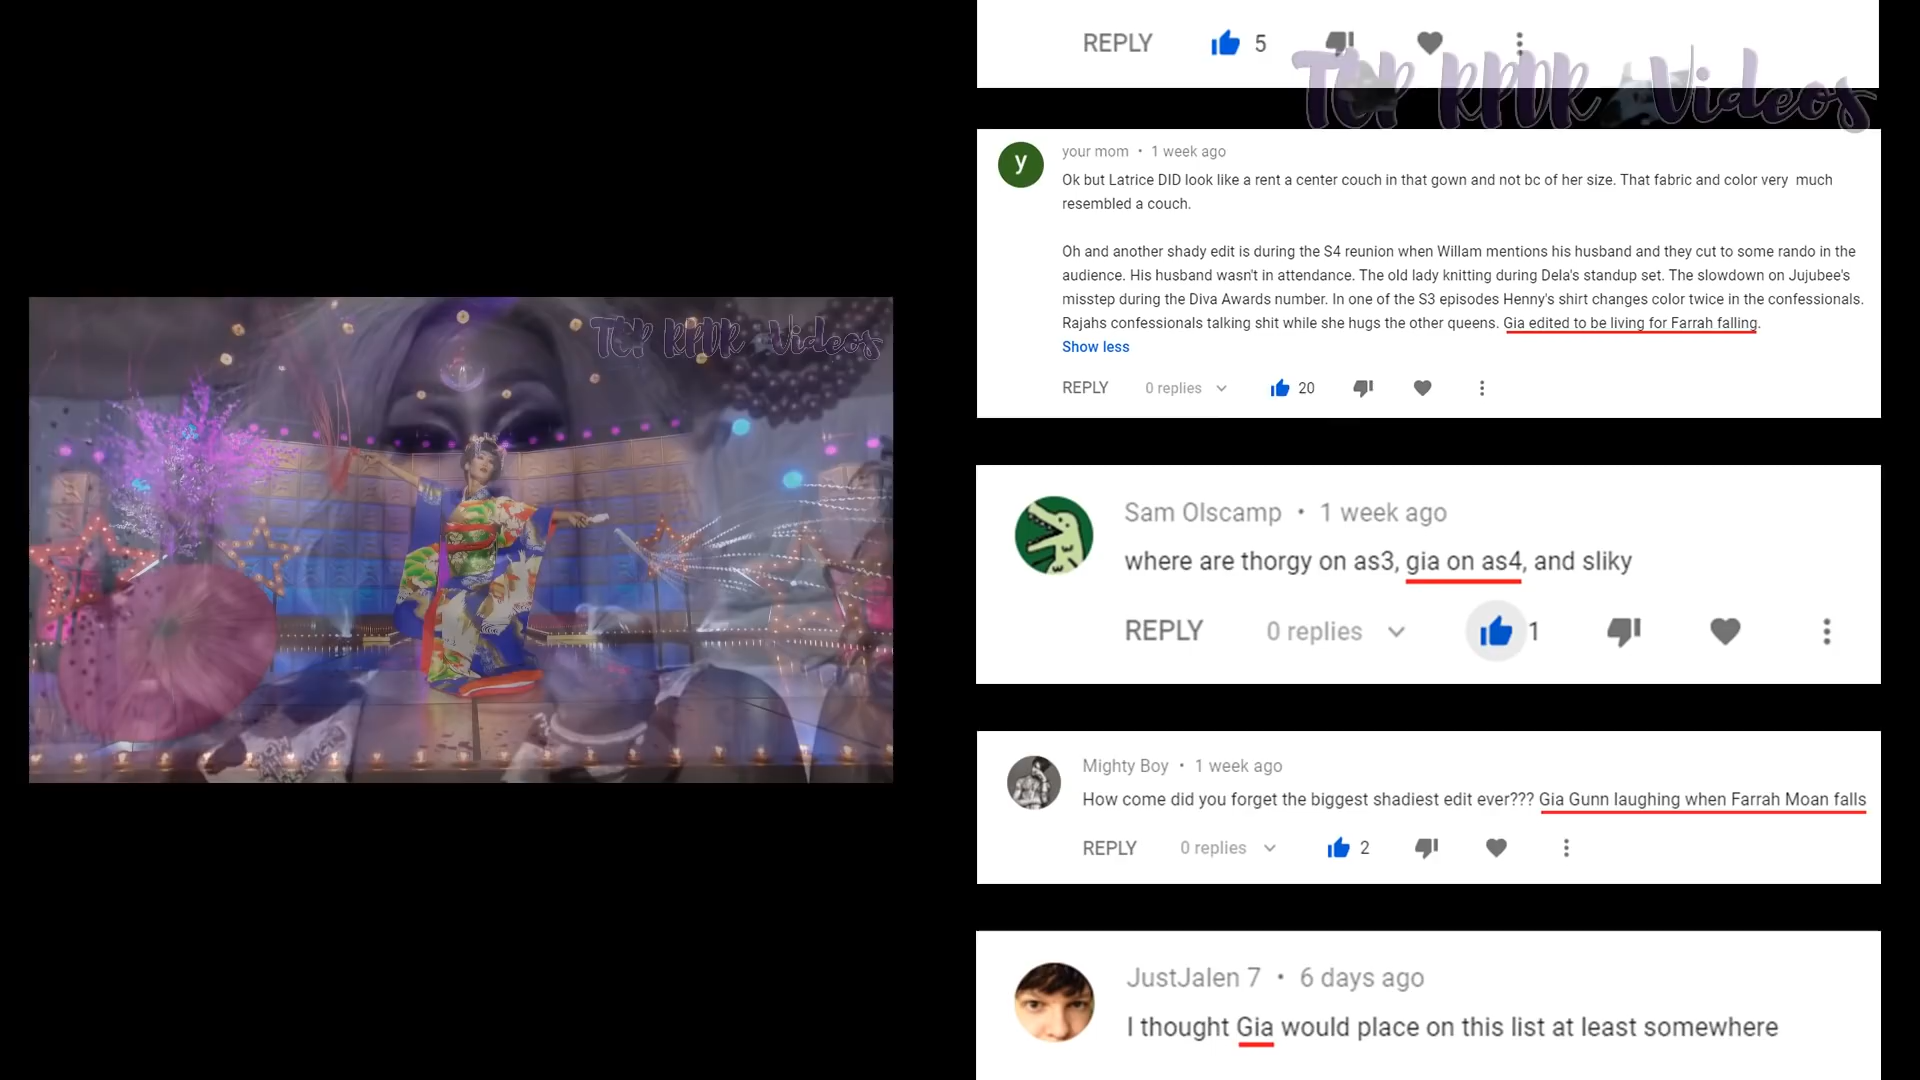 REPLY 5
TOP RPDR Videos
TOP RPDR Videos
y
your mom • 1 week ago
Ok but Latrice DID look like a rent a center couch in that gown and not bc of her size. That fabric and color very much
resembled a couch.
Oh and another shady edit is during the S4 reunion when Willam mentions his husband and they cut to some rando in the
audience. His husband wasn't in attendance. The old lady knitting during Dela's standup set. The slowdown on Jujubee's
misstep during the Diva Awards number. In one of the S3 episodes Henny's shirt changes color twice in the confessionals.
Rajahs confessionals talking shit while she hugs the other queens. Gia edited to be living for Farrah falling.
Show less
REPLY 0 replies 20
Sam Olscamp • 1 week ago
where are thorgy on as3, gia on as4, and sliky
REPLY 0 replies 1
Mighty Boy • 1 week ago
How come did you forget the biggest shadiest edit ever??? Gia Gunn laughing when Farrah Moan falls
REPLY 0 replies 2
JustJalen 7 • 6 days ago
I thought Gia would place on this list at least somewhere